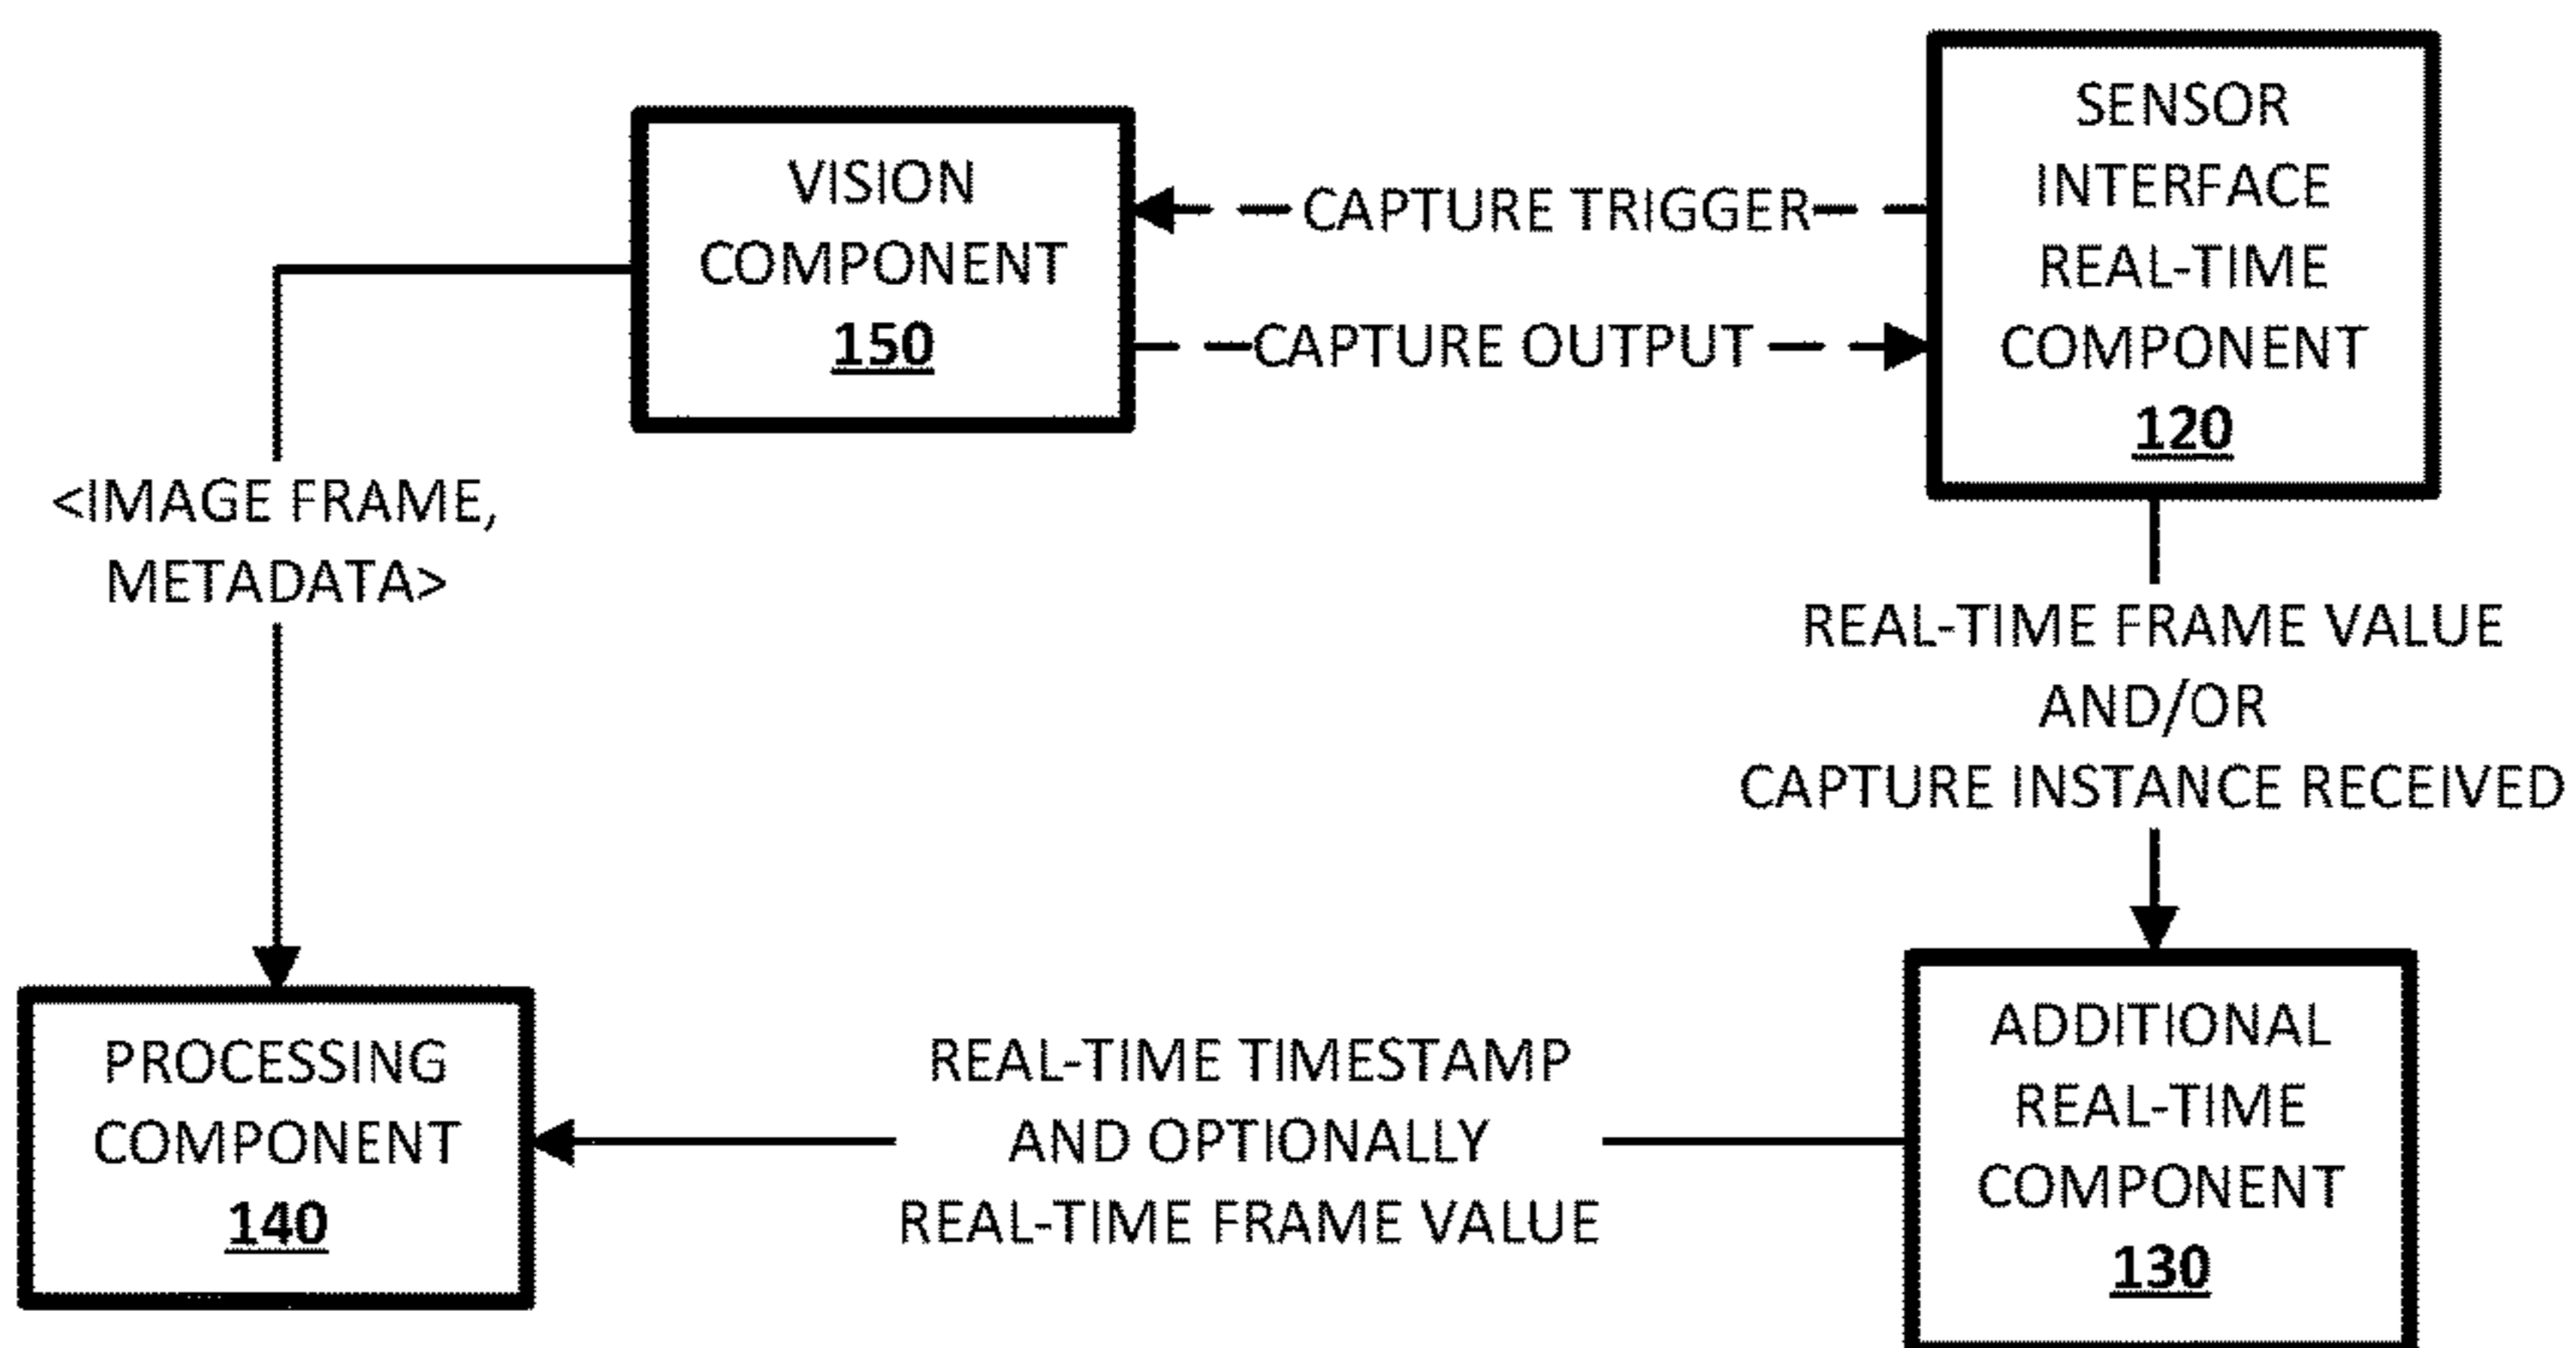 VISION
COMPONENT
150
CAPTURE TRIGGER
CAPTURE OUTPUT
SENSOR
INTERFACE
REAL-TIME
COMPONENT
120
<IMAGE FRAME,
METADATA>
REAL-TIME FRAME VALUE
AND/OR
CAPTURE INSTANCE RECEIVED
PROCESSING
COMPONENT
140
REAL-TIME TIMESTAMP
AND OPTIONALLY
REAL-TIME FRAME VALUE
ADDITIONAL
REAL-TIME
COMPONENT
130